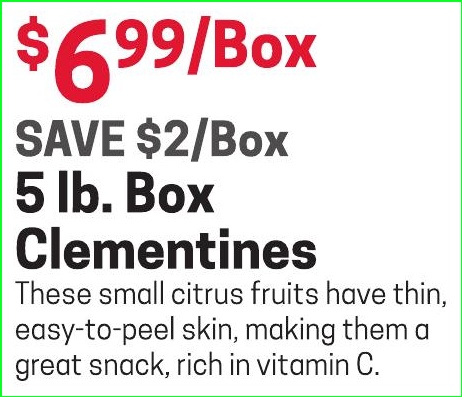 $6.99/Box
SAVE $2/Box
5 lb. Box
Clementines
These small citrus fruits have thin,
easy-to-peel skin, making them a
great snack, rich in vitamin C.